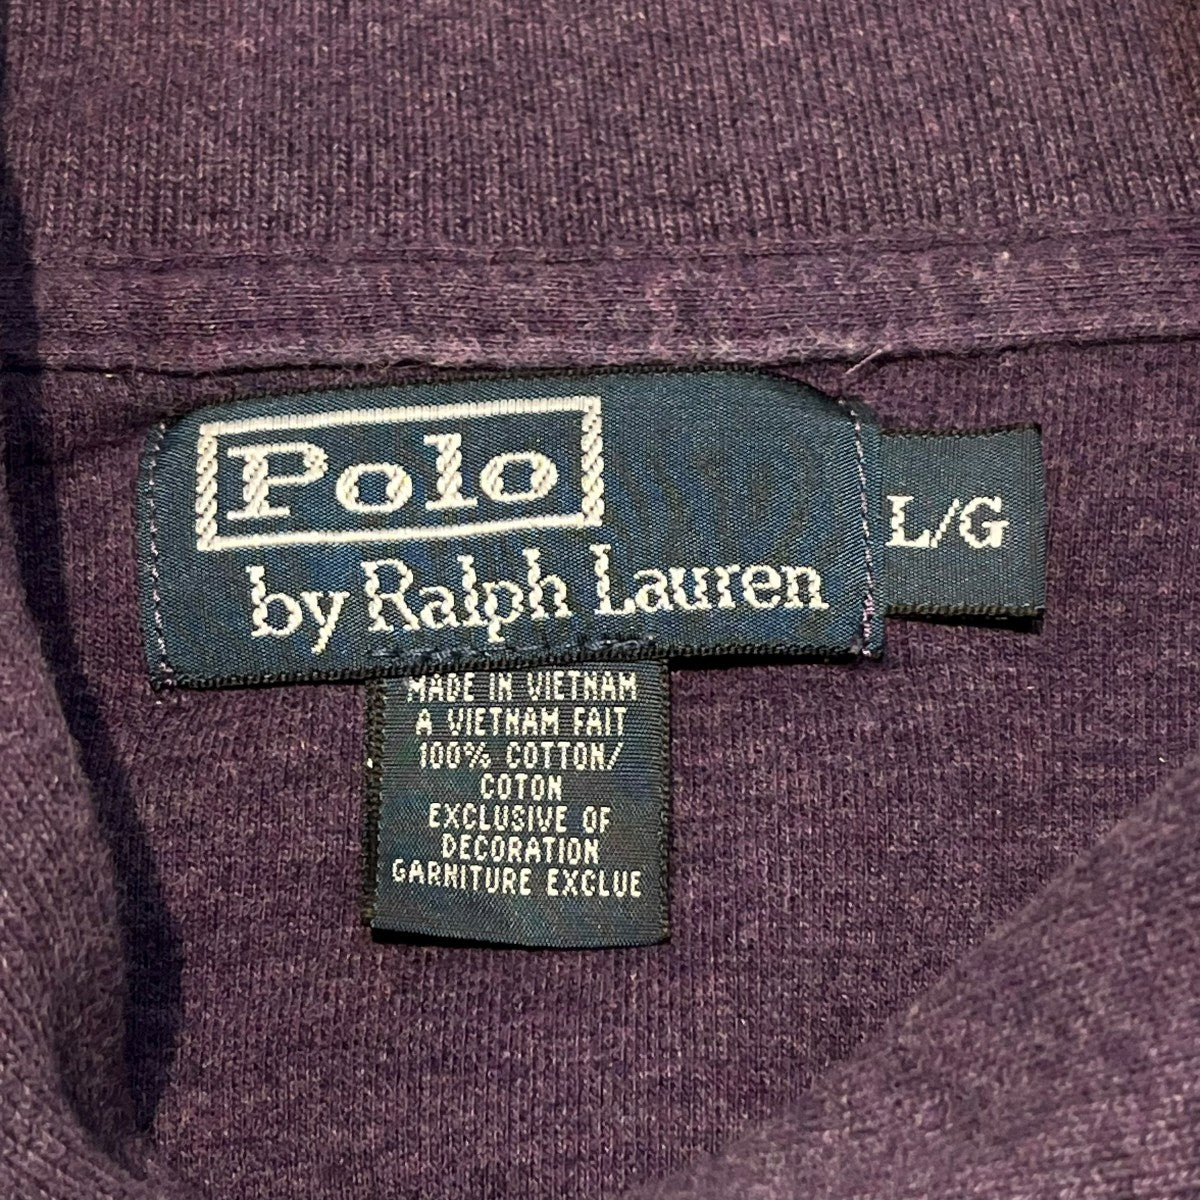 Polo
by Ralph Lauren
L/G
MADE IN VIETNAM
A VIETNAM FAIT
100% COTTON/
COTON
EXCLUSIVE OF
DECORATION
GARNITURE EXCLUE